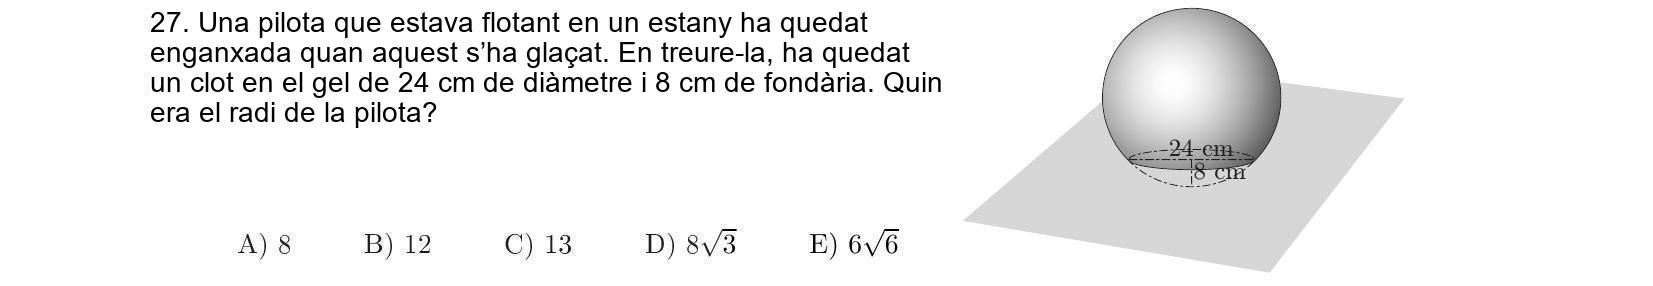 27. Una pilota que estava flotant en un estany ha quedat
enganxada quan aquest s’ha glaçat. En treure-la, ha quedat
un clot en el gel de 24 cm de diàmetre i 8 cm de fondària. Quin
era el radi de la pilota?
24 cm
8 cm
A) 8 B) 12 C) 13 D) 8√3 E) 6√6